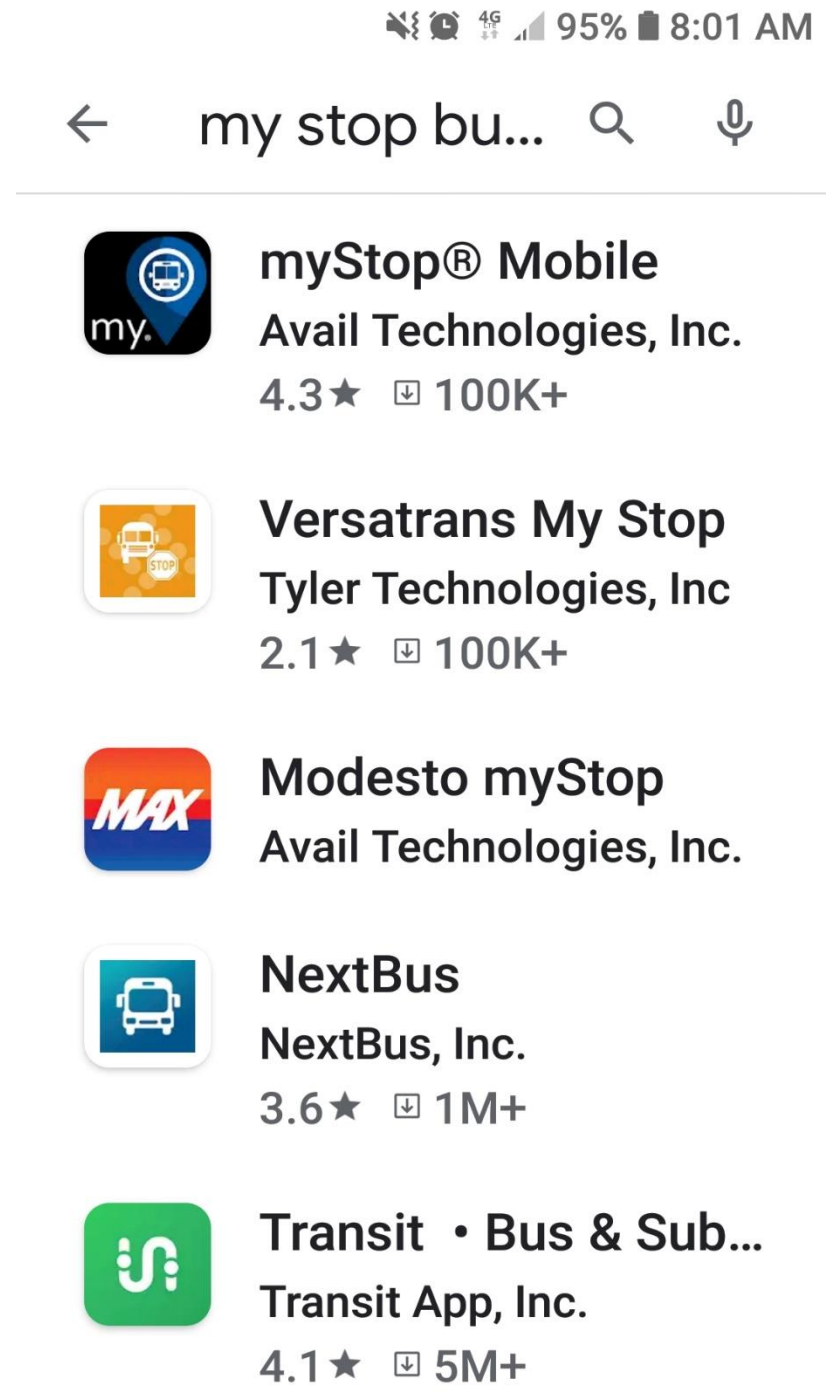 4G LTE 95% 8:01 AM
my stop bu...
my.
myStop® Mobile
Avail Technologies, Inc.
4.3★ 100K+
STOP
Versatrans My Stop
Tyler Technologies, Inc
2.1★ 100K+
MAX
Modesto myStop
Avail Technologies, Inc.
NextBus
NextBus, Inc.
3.6★ 1M+
Transit • Bus & Sub...
Transit App, Inc.
4.1★ 5M+